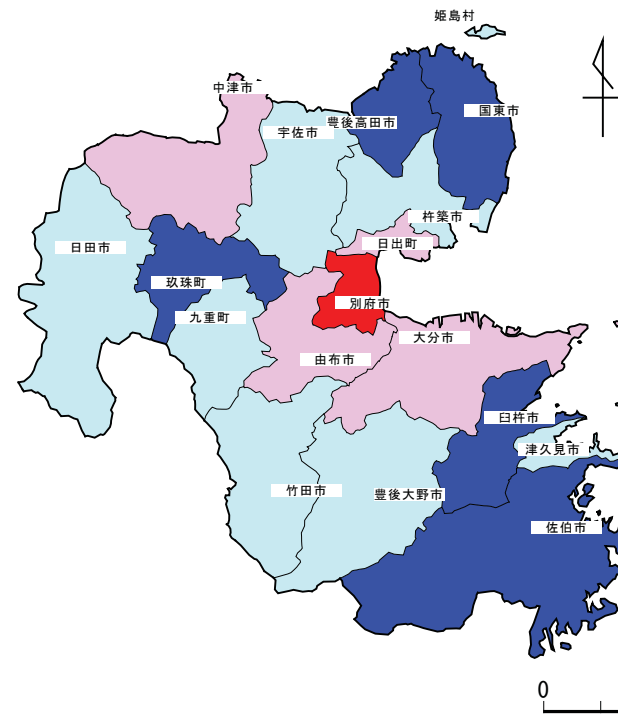 姫島村
中津市
国東市
豊後高田市
宇佐市
杵築市
日出町
日田市
玖珠町
別府市
九重町
大分市
由布市
臼杵市
津久見市
竹田市
豊後大野市
佐伯市
0